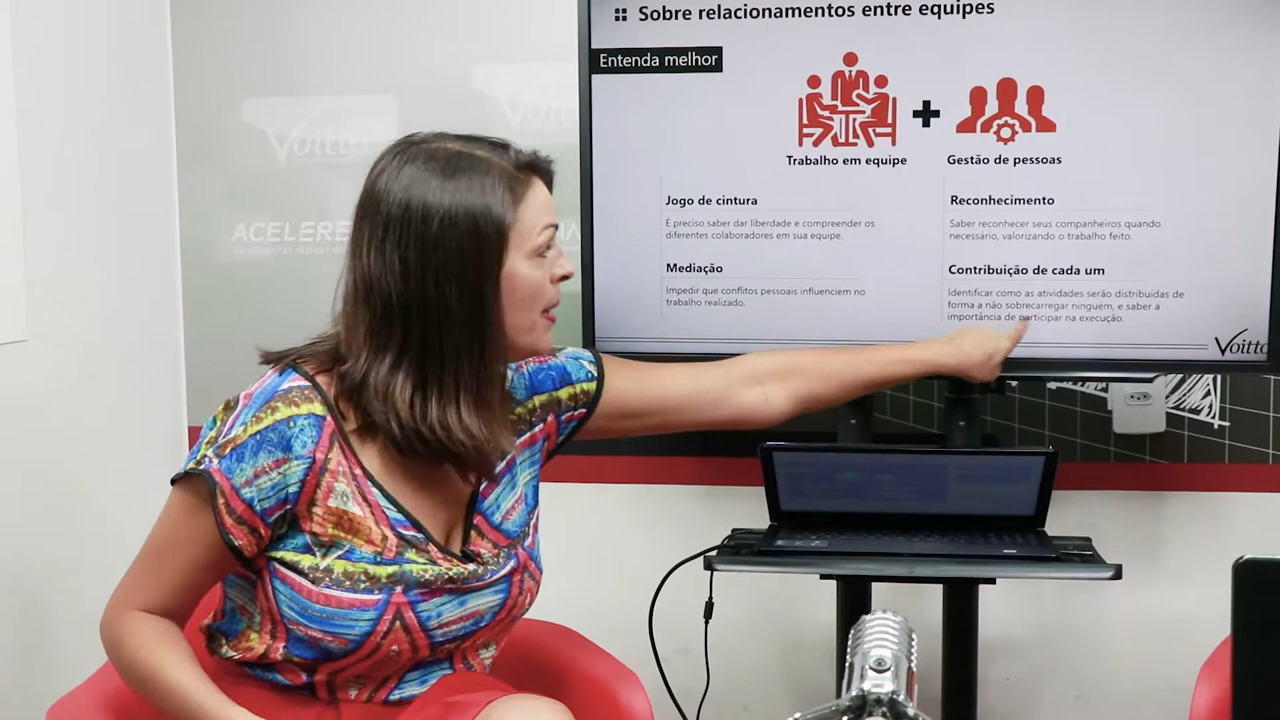 Sobre relacionamentos entre equipes
Entenda melhor
Trabalho em equipe
Gestão de pessoas
Jogo de cintura
É preciso saber dar liberdade e compreender os
diferentes colaboradores em sua equipe.
Mediação
Impedir que conflitos pessoais influenciem no
trabalho realizado.
Reconhecimento
Saber reconhecer seus companheiros quando
necessário, valorizando o trabalho feito.
Contribuição de cada um
Identificar como as atividades serão distribuídas de
forma a não sobrecarregar ninguém, e saber a
importância de participar na execução.
Voitto
Voitto
ACELERE